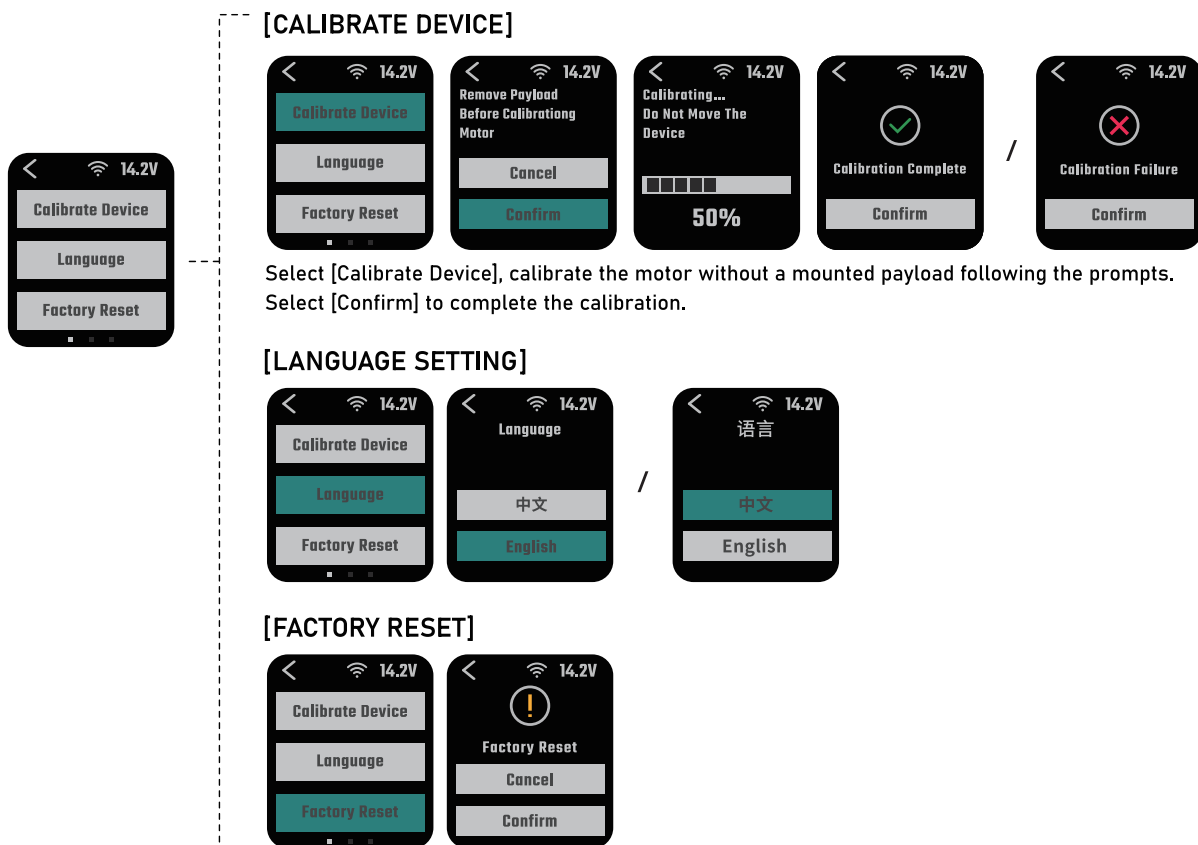 [CALIBRATE DEVICE]
14.2V
Calibrate Device
Language
Factory Reset
14.2V
Calibrate Device
Language
Factory Reset
14.2V
Remove Payload
Before Calibrationg
Motor
Cancel
Confirm
14.2V
Calibrating...
Do Not Move The
Device
50%
14.2V
Calibration Complete
Confirm
/
14.2V
Calibration Failure
Confirm
Select [Calibrate Device], calibrate the motor without a mounted payload following the prompts.
Select [Confirm] to complete the calibration.
[LANGUAGE SETTING]
14.2V
Calibrate Device
Language
Factory Reset
14.2V
Language
中文
English
/
14.2V
语言
中文
English
[FACTORY RESET]
14.2V
Calibrate Device
Language
Factory Reset
14.2V
!
Factory Reset
Cancel
Confirm